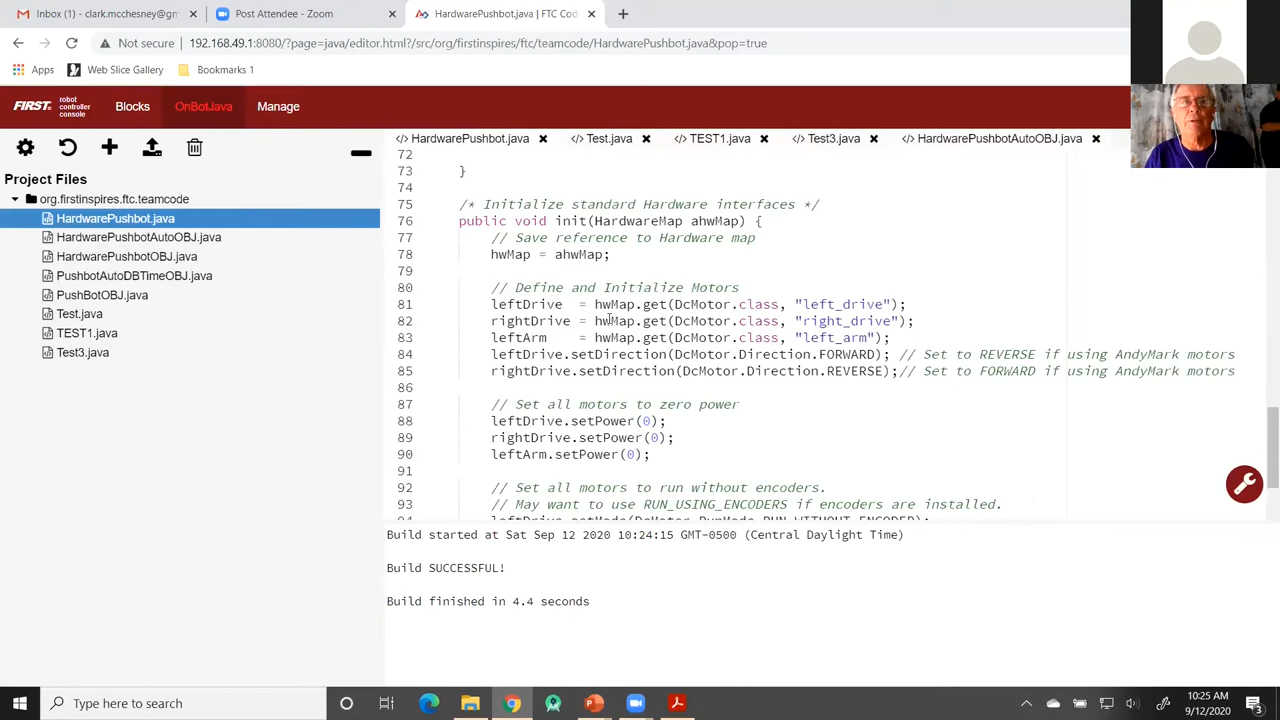 Inbox (1) - clark.mcchesney@gm
Post Attendee - Zoom
HardwarePushbot.java | FTC Cod
Not secure
192.168.49.1:8080/?page=java/editor.html?/src/org/firstinspires/ftc/teamcode/HardwarePushbot.java&pop=true
Apps
Web Slice Gallery
Bookmarks 1
FIRST. robot controller console
Blocks
OnBotJava
Manage
HardwarePushbot.java
Test.java
TEST1.java
Test3.java
HardwarePushbotAutoOBJ.java
Project Files
org.firstinspires.ftc.teamcode
HardwarePushbot.java
HardwarePushbotAutoOBJ.java
HardwarePushbotOBJ.java
PushbotAutoDBTimeOBJ.java
PushBotOBJ.java
Test.java
TEST1.java
Test3.java
72
73 }
74
75 /* Initialize standard Hardware interfaces */
76 public void init(HardwareMap ahwMap) {
77 // Save reference to Hardware map
78 hwMap = ahwMap;
79
80 // Define and Initialize Motors
81 leftDrive = hwMap.get(DcMotor.class, "left_drive");
82 rightDrive = hwMap.get(DcMotor.class, "right_drive");
83 leftArm = hwMap.get(DcMotor.class, "left_arm");
84 leftDrive.setDirection(DcMotor.Direction.FORWARD); // Set to REVERSE if using AndyMark motors
85 rightDrive.setDirection(DcMotor.Direction.REVERSE);// Set to FORWARD if using AndyMark motors
86
87 // Set all motors to zero power
88 leftDrive.setPower(0);
89 rightDrive.setPower(0);
90 leftArm.setPower(0);
91
92 // Set all motors to run without encoders.
93 // May want to use RUN_USING_ENCODERS if encoders are installed.
94 leftDrive.setMode(DcMotor.RunMode.RUN_WITHOUT_ENCODER);
Build started at Sat Sep 12 2020 10:24:15 GMT-0500 (Central Daylight Time)
Build SUCCESSFUL!
Build finished in 4.4 seconds
Type here to search
10:25 AM
9/12/2020
3